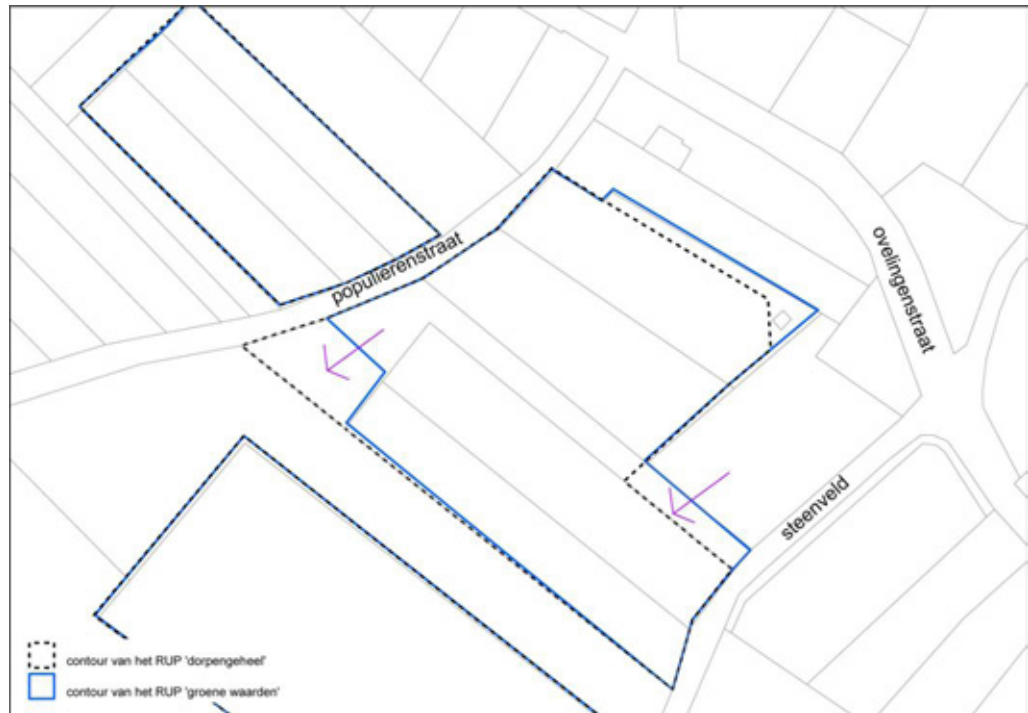 populierenstraat
ovelingenstraat
steenveld
contour van het RUP 'dorpengeheel'
contour van het RUP 'groene waarden'